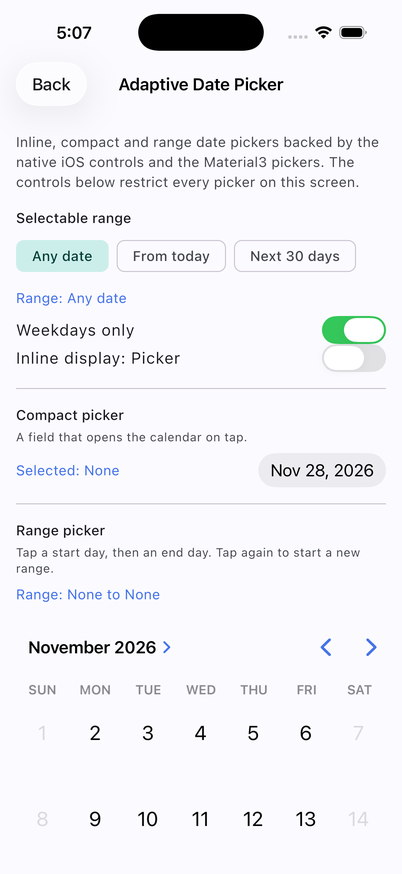 5:07
Back
Adaptive Date Picker
Inline, compact and range date pickers backed by the
native iOS controls and the Material3 pickers. The
controls below restrict every picker on this screen.
Selectable range
Any date
From today
Next 30 days
Range: Any date
Weekdays only
Inline display: Picker
Compact picker
A field that opens the calendar on tap.
Selected: None
Nov 28, 2026
Range picker
Tap a start day, then an end day. Tap again to start a new
range.
Range: None to None
November 2026
SUN MON TUE WED THU FRI SAT
1 2 3 4 5 6 7
8 9 10 11 12 13 14